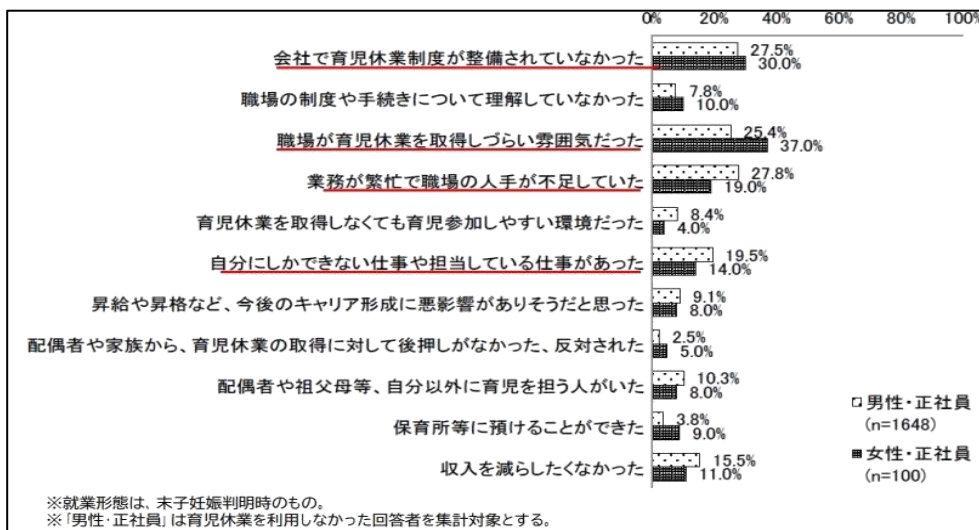 0% 20% 40% 60% 80% 100%
会社で育児休業制度が整備されていなかった 27.5% 30.0%
職場の制度や手続きについて理解していなかった 7.8% 10.0%
職場が育児休業を取得しづらい雰囲気だった 25.4% 37.0%
業務が繁忙で職場の人手が不足していた 27.8% 19.0%
育児休業を取得しなくても育児参加しやすい環境だった 8.4% 4.0%
自分にしかできない仕事や担当している仕事があった 19.5% 14.0%
昇給や昇格など、今後のキャリア形成に悪影響がありそうだと思った 9.1% 8.0%
配偶者や家族から、育児休業の取得に対して後押しがなかった、反対された 2.5% 5.0%
配偶者や祖父母等、自分以外に育児を担う人がいた 10.3% 8.0%
保育所等に預けることができた 3.8% 9.0%
収入を減らしたくなかった 15.5% 11.0%
男性・正社員
(n=1648)
女性・正社員
(n=100)
※就業形態は、末子妊娠判明時のもの。
※「男性・正社員」は育児休業を利用しなかった回答者を集計対象とする。